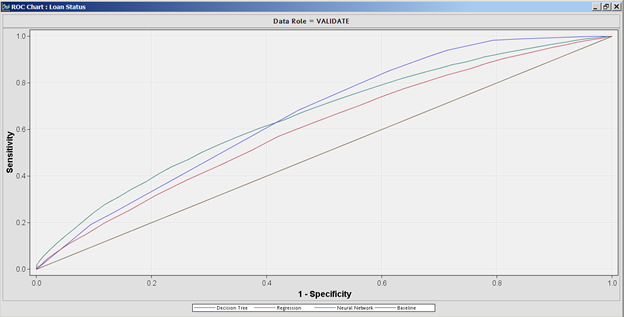 ROC Chart : Loan Status
Data Role = VALIDATE
1.0
0.8
0.6
0.4
0.2
0.0
Sensitivity
0.0 0.2 0.4 0.6 0.8 1.0
1 - Specificity
Decision Tree Regression Neural Network Baseline